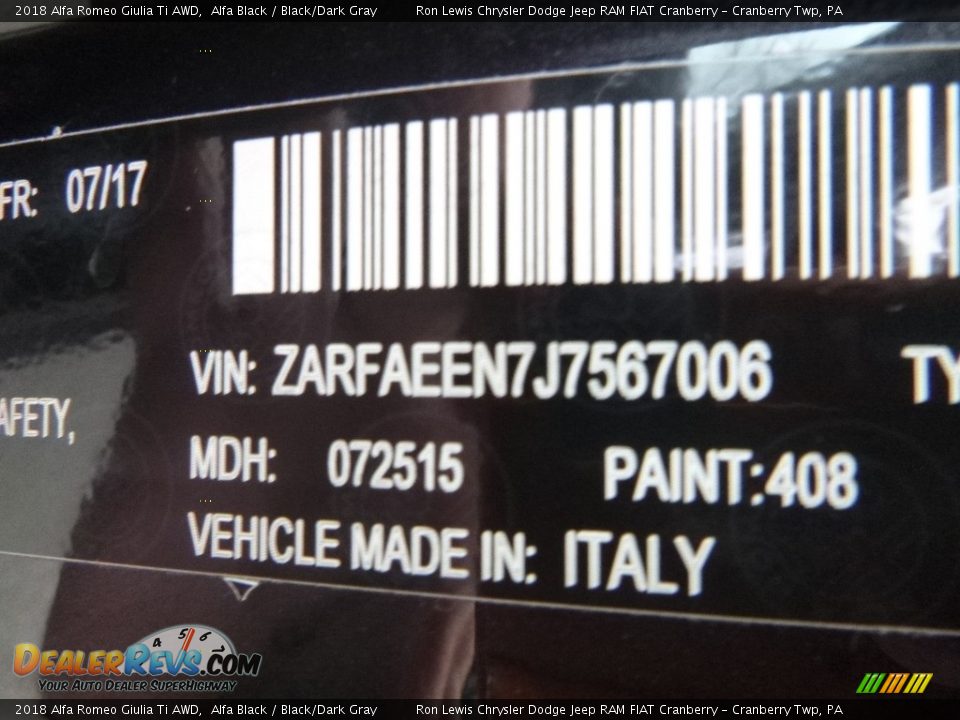 2018 Alfa Romeo Giulia Ti AWD, Alfa Black / Black/Dark Gray Ron Lewis Chrysler Dodge Jeep RAM FIAT Cranberry - Cranberry Twp, PA
FR: 07/17
VIN: ZARFAEEN7J7567006 TY
AFETY,
MDH: 072515 PAINT:408
VEHICLE MADE IN: ITALY
4 5 6
DEALERREVS.COM
YOUR AUTO DEALER SUPERHIGHWAY
2018 Alfa Romeo Giulia Ti AWD, Alfa Black / Black/Dark Gray Ron Lewis Chrysler Dodge Jeep RAM FIAT Cranberry - Cranberry Twp, PA